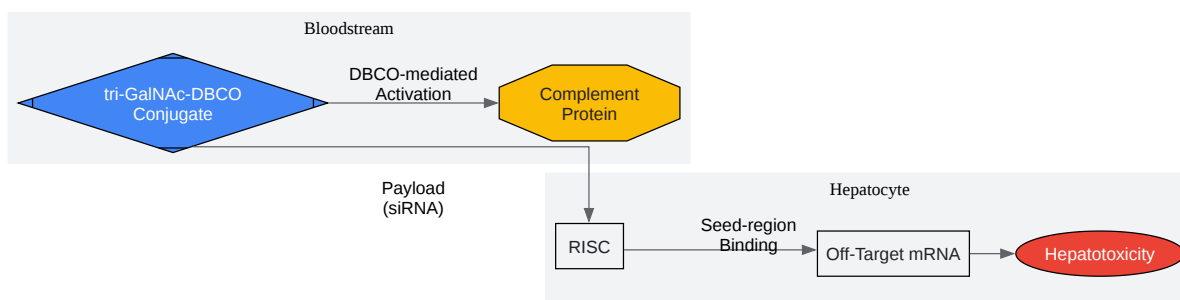 Bloodstream
tri-GalNAc-DBCO
Conjugate
DBCO-mediated
Activation
Complement
Protein
Payload
(siRNA)
Hepatocyte
RISC
Seed-region
Binding
Off-Target mRNA
Hepatotoxicity